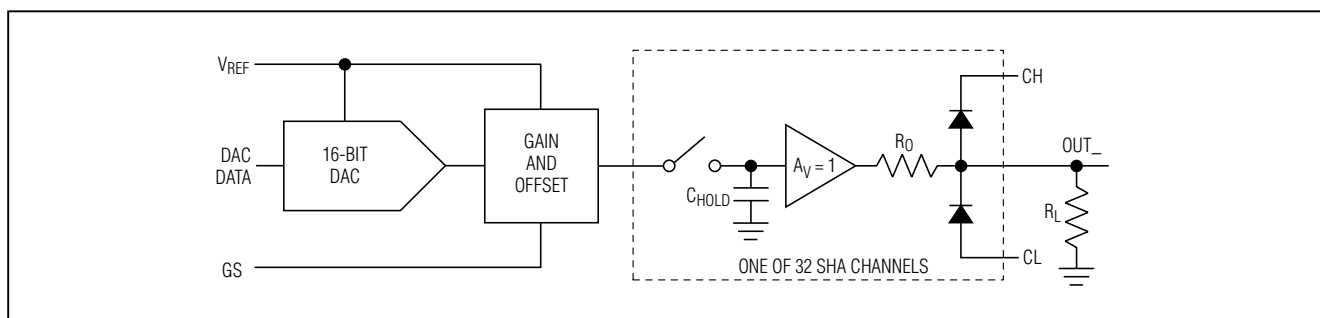 V_REF
DAC
DATA
16-BIT
DAC
GAIN
AND
OFFSET
GS
C_HOLD
A_V = 1
R_O
CH
OUT_
R_L
CL
ONE OF 32 SHA CHANNELS